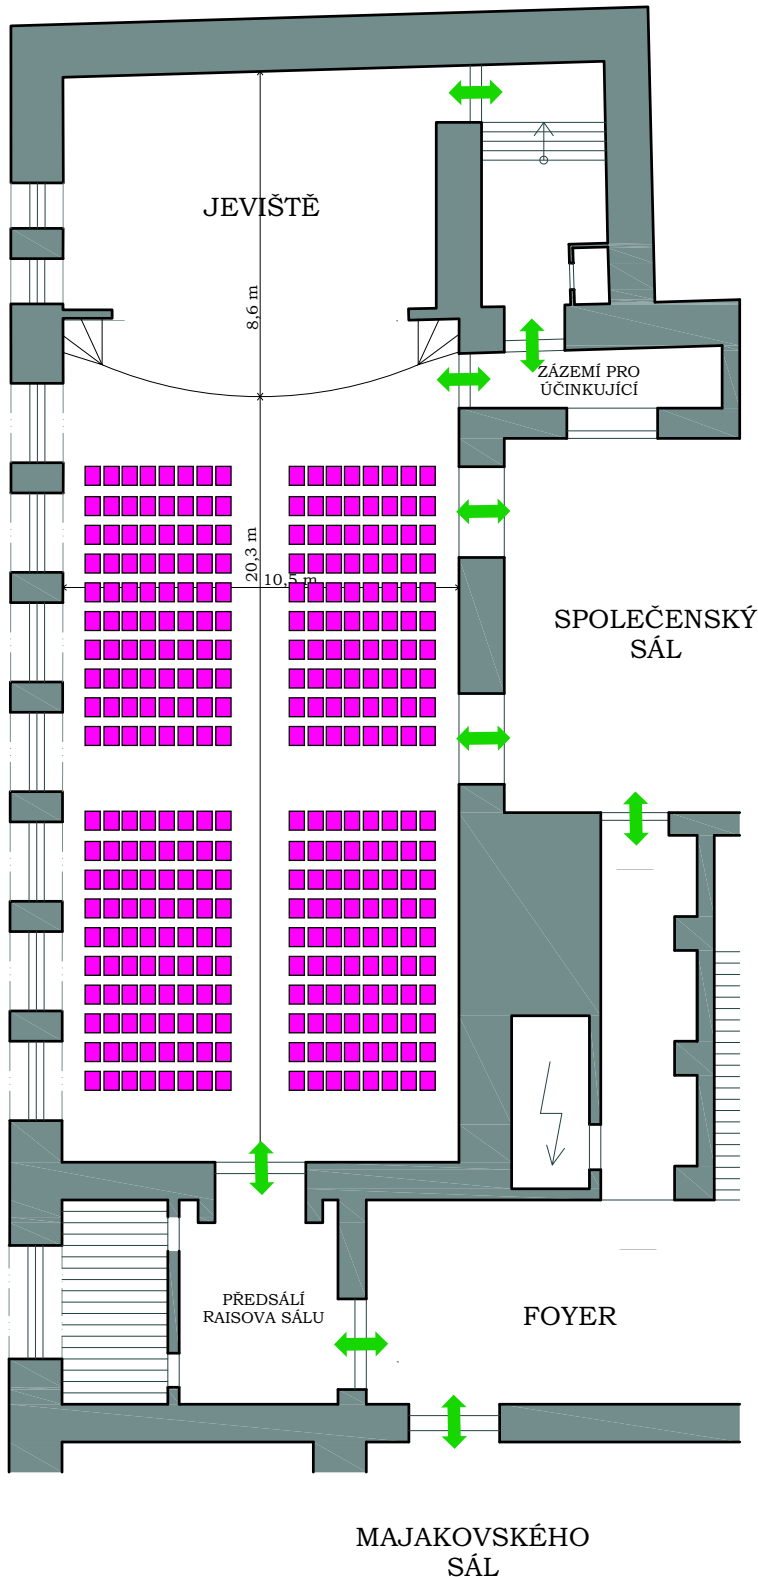 JEVIŠTĚ
8,6 m
ZÁZEMÍ PRO
ÚČINKUJÍCÍ
20,3 m
10,5 m
SPOLEČENSKÝ
SÁL
PŘEDSÁLÍ
RAISOVA SÁLU
FOYER
MAJAKOVSKÉHO
SÁL